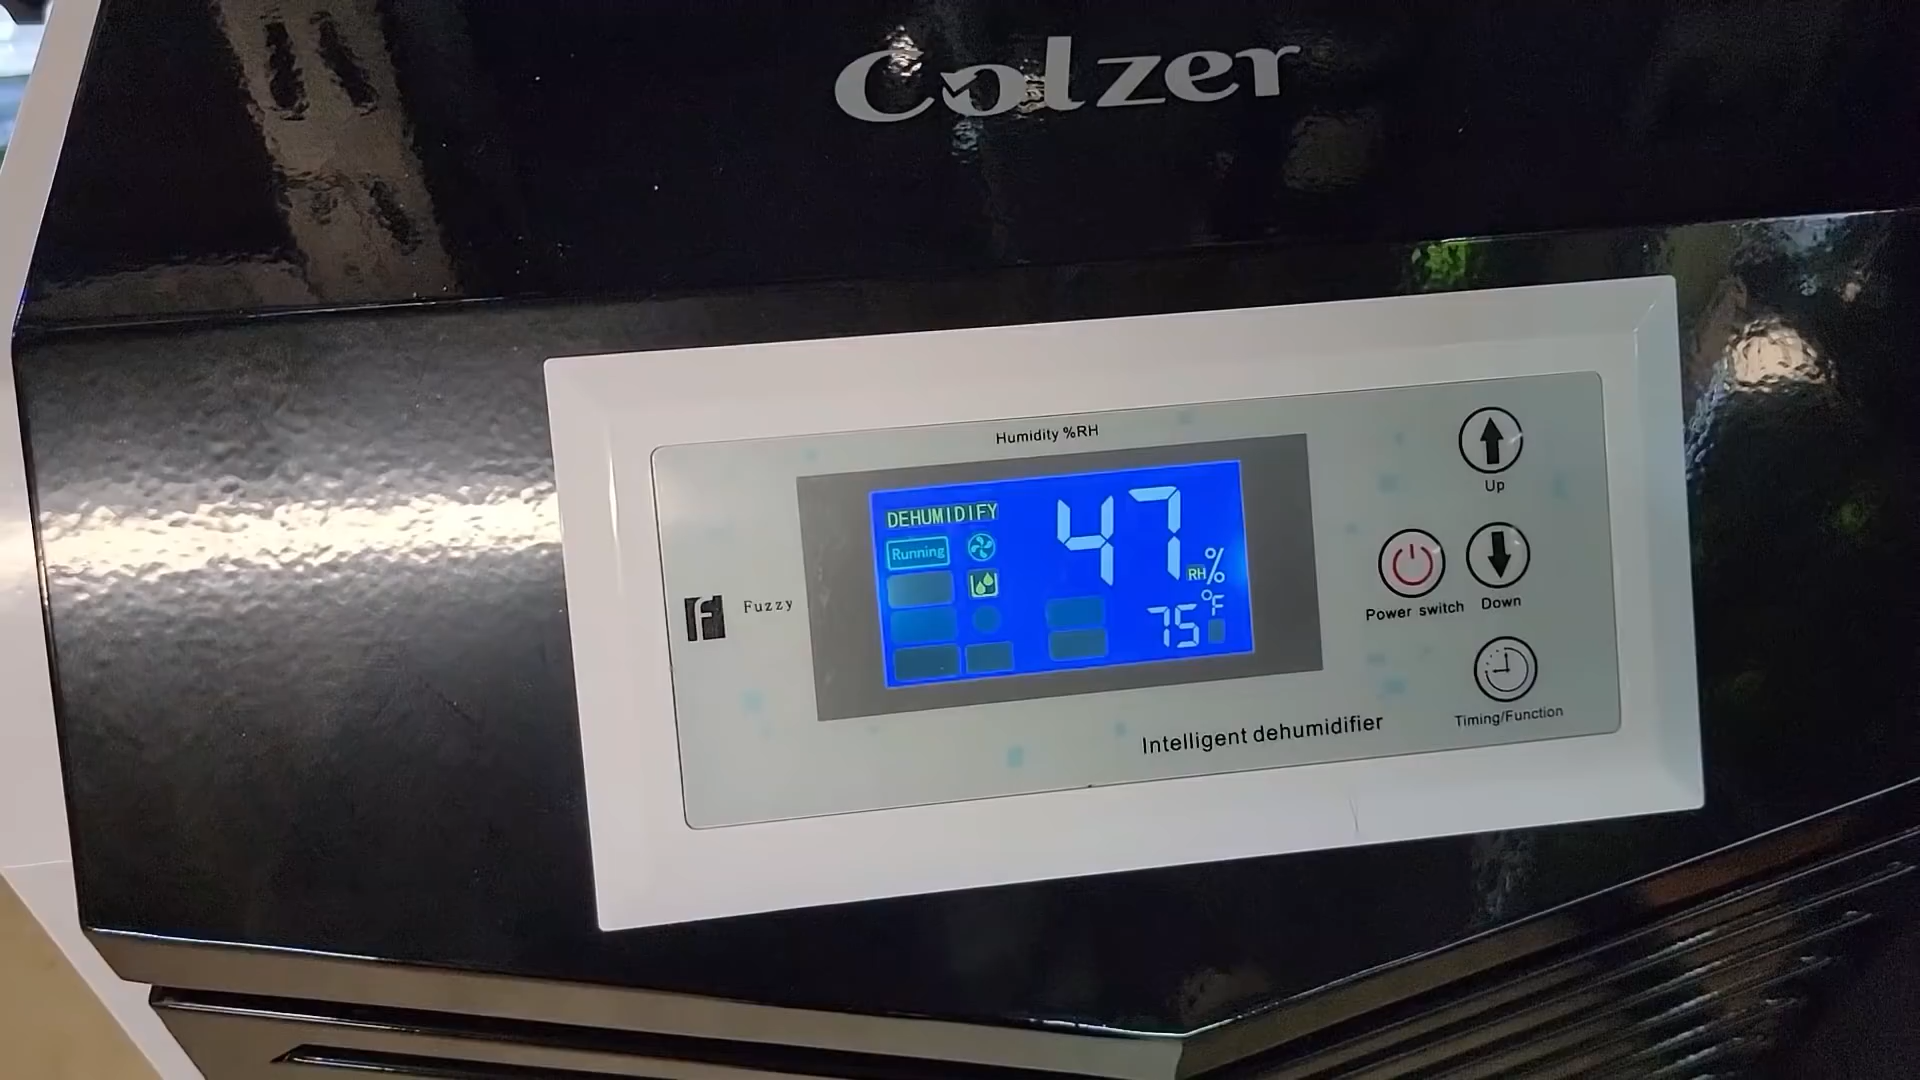 Colzer
Humidity %RH
DEHUMIDIFY
Running
47
RH%
75 °F
f Fuzzy
Up
Power switch
Down
Timing/Function
Intelligent dehumidifier